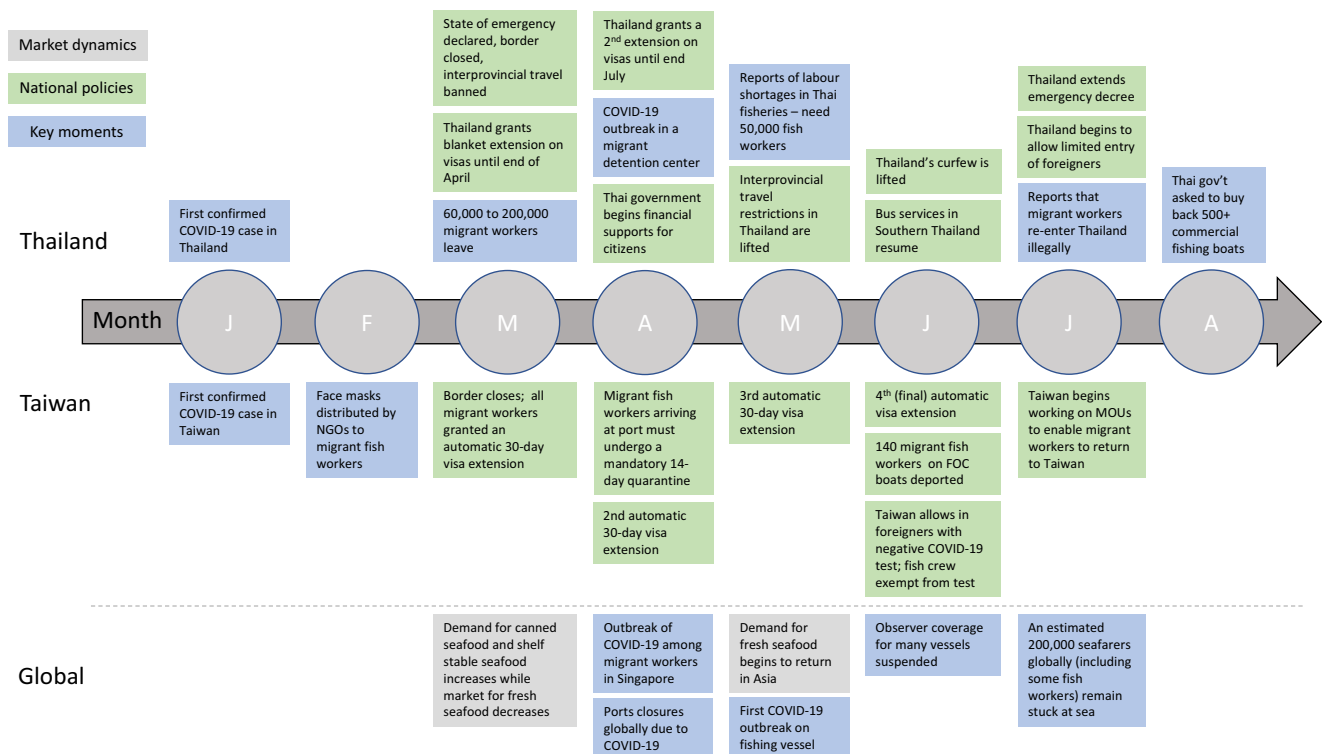 Market dynamics
National policies
Key moments
Thailand
First confirmed
COVID-19 case in
Thailand
State of emergency
declared, border
closed,
interprovincial travel
banned
Thailand grants
blanket extension on
visas until end of
April
60,000 to 200,000
migrant workers
leave
Thailand grants a
2nd extension on
visas until end
July
COVID-19
outbreak in a
migrant
detention center
Thai government
begins financial
supports for
citizens
Reports of labour
shortages in Thai
fisheries – need
50,000 fish
workers
Interprovincial
travel
restrictions in
Thailand are
lifted
Thailand's curfew is
lifted
Bus services in
Southern Thailand
resume
Thailand extends
emergency decree
Thailand begins to
allow limited entry
of foreigners
Reports that
migrant workers
re-enter Thailand
illegally
Thai gov't
asked to buy
back 500+
commercial
fishing boats
Month J F M A M J J A
Taiwan
First confirmed
COVID-19 case in
Taiwan
Face masks
distributed by
NGOs to
migrant fish
workers
Border closes; all
migrant workers
granted an
automatic 30-day
visa extension
Migrant fish
workers arriving
at port must
undergo a
mandatory 14-
day quarantine
2nd automatic
30-day visa
extension
3rd automatic
30-day visa
extension
4th (final) automatic
visa extension
140 migrant fish
workers on FOC
boats deported
Taiwan allows in
foreigners with
negative COVID-19
test; fish crew
exempt from test
Taiwan begins
working on MOUs
to enable migrant
workers to return
to Taiwan
Global
Demand for canned
seafood and shelf
stable seafood
increases while
market for fresh
seafood decreases
Outbreak of
COVID-19 among
migrant workers
in Singapore
Ports closures
globally due to
COVID-19
Demand for
fresh seafood
begins to return
in Asia
First COVID-19
outbreak on
fishing vessel
Observer coverage
for many vessels
suspended
An estimated
200,000 seafarers
globally (including
some fish
workers) remain
stuck at sea